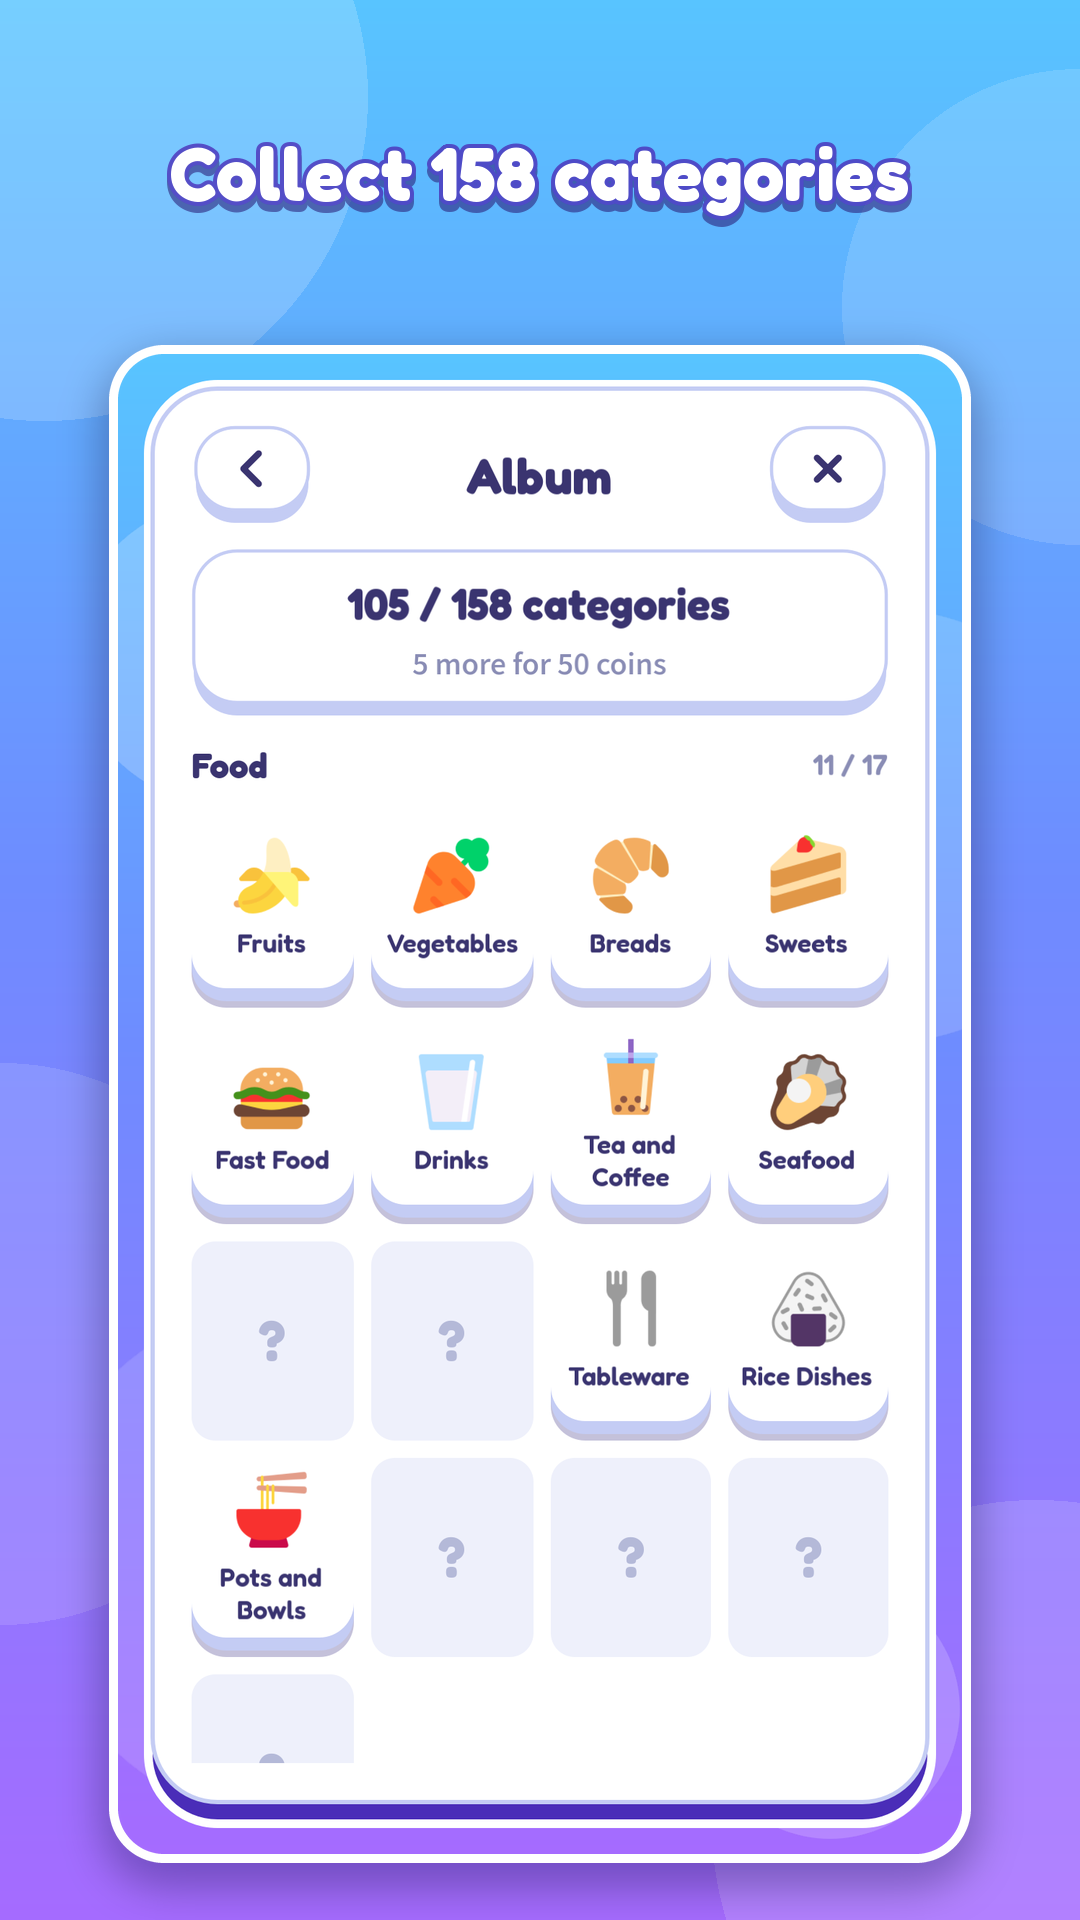 Collect 158 categories
Album
105 / 158 categories
5 more for 50 coins
Food
11 / 17
Fruits
Vegetables
Breads
Sweets
Fast Food
Drinks
Tea and
Coffee
Seafood
?
?
Tableware
Rice Dishes
Pots and
Bowls
?
?
?